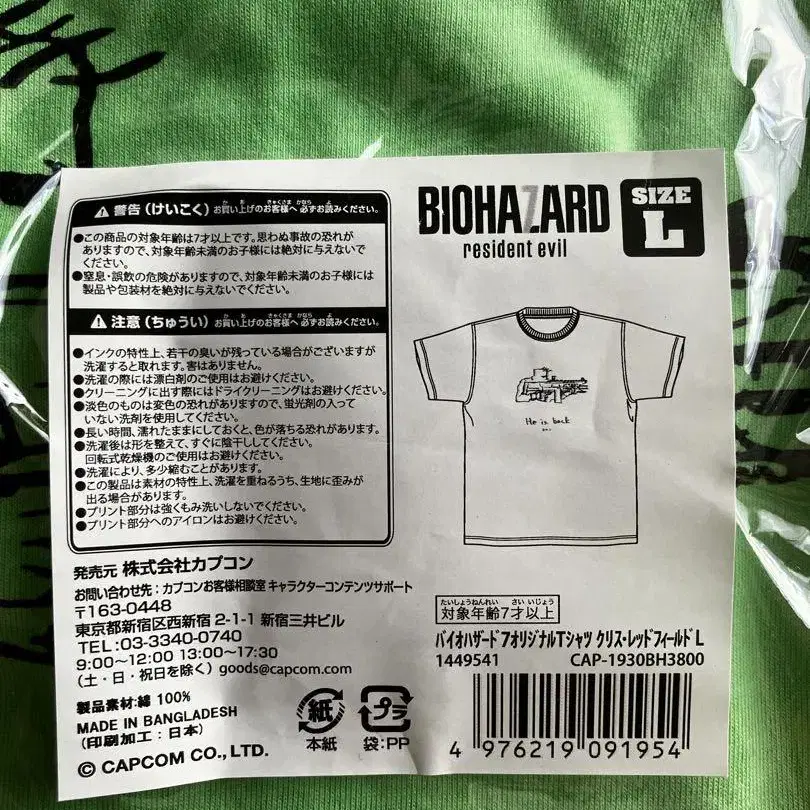 警告(けいこく) お買い上げのお客様へ 必ずお読みください。
●この商品の対象年齢は7才以上です。思わぬ事故の恐れが
ありますので、対象年齢未満のお子様には絶対に与えないで
ください。
●窒息・誤飲の危険がありますので、対象年齢未満のお子様には
製品や包装材を絶対に与えないでください。
注意(ちゅうい) お買い上げのお客様へ 必ずお読みください。
●インクの特性上、若干の臭いが残っている場合がございますが
洗濯すると取れます。害はありません。
●洗濯の際には漂白剤のご使用はお避けください。
●クリーニングに出す際にはドライクリーニングはお避けください。
●淡色のものは変色の恐れがありますので、蛍光剤の入って
いない洗剤を使用してください。
●長い時間、濡れたままにしておくと、色が落ちる恐れがあります。
●洗濯後は形を整えて、すぐに陰干ししてください。
回転式乾燥機のご使用はお避けください。
●洗濯により、多少縮むことがあります。
●この製品は素材の特性上、洗濯を重ねるうち、生地に歪みが
出る場合があります。
●プリント部分は強くもみ洗いしないでください。
●プリント部分へのアイロンはお避けください。
発売元 株式会社カプコン
お問い合わせ先:カプコンお客様相談室 キャラクターコンテンツサポート
〒163-0448
東京都新宿区西新宿 2-1-1 新宿三井ビル
TEL:03-3340-0740
9:00~12:00 13:00~17:30
(土・日・祝日を除く) goods@capcom.com
製品素材:綿 100%
MADE IN BANGLADESH
(印刷加工:日本)
© CAPCOM CO., LTD.
紙
本紙
プラ
袋:PP
BIOHAZARD
resident evil
SIZE
L
He is back
たいしょうねんれい さいいじょう
対象年齢7才以上
バイオハザード7オリジナルTシャツ クリス・レッドフィールド L
1449541 CAP-1930BH3800
4 976219 091954